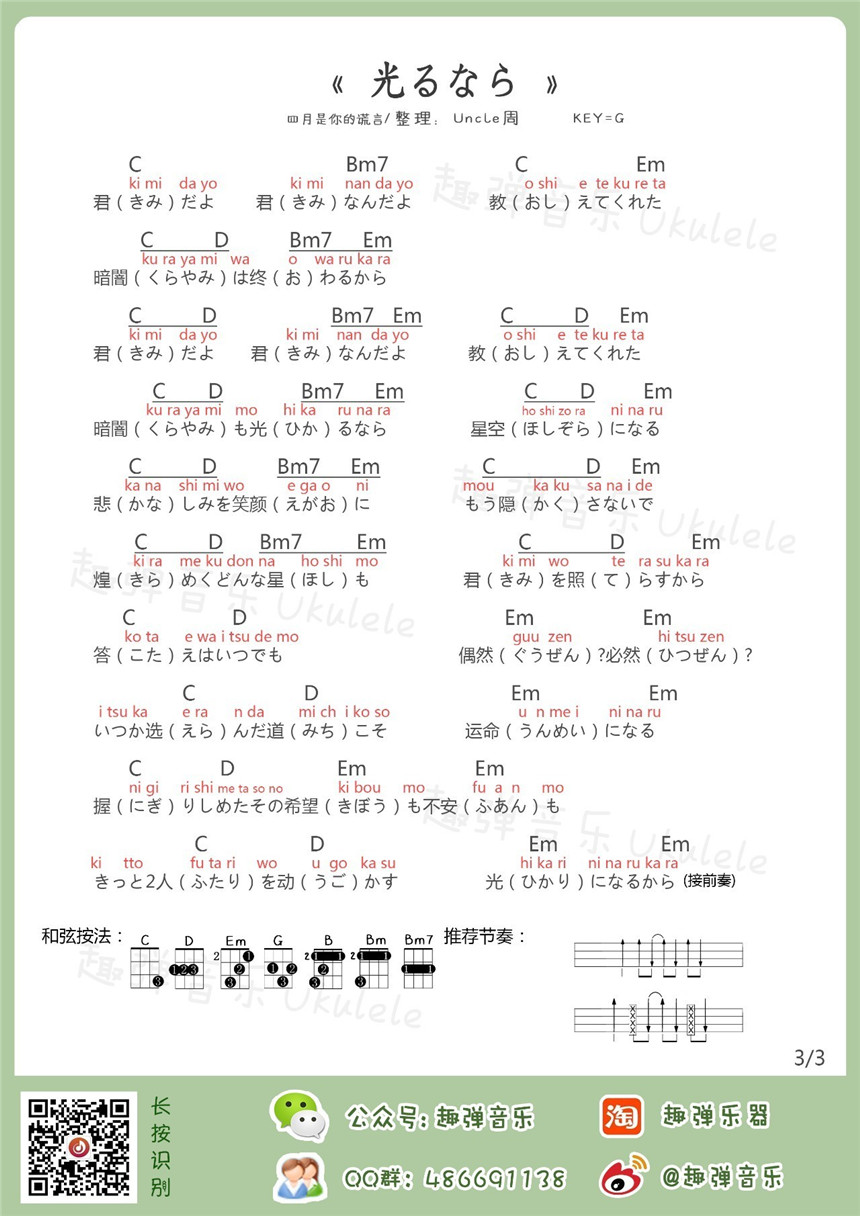 《 光るなら 》
四月是你的谎言/整理： Uncle周 KEY=G
C Bm7 C Em
ki mi da yo ki mi nan da yo o shi e te ku re ta
君（きみ）だよ 君（きみ）なんだよ 教（おし）えてくれた
C D Bm7 Em
ku ra ya mi wa o wa ru ka ra
暗闇（くらやみ）は终（お）わるから
C D Bm7 Em C D Em
ki mi da yo ki mi nan da yo o shi e te ku re ta
君（きみ）だよ 君（きみ）なんだよ 教（おし）えてくれた
C D Bm7 Em C D Em
ku ra ya mi mo hi ka ru na ra ho shi zo ra ni na ru
暗闇（くらやみ）も光（ひか）るなら 星空（ほしぞら）になる
C D Bm7 Em C D Em
ka na shi mi wo e ga o ni mou ka ku sa na i de
悲（かな）しみを笑颜（えがお）に もう隠（かく）さないで
C D Bm7 Em C D Em
ki ra me ku don na ho shi mo ki mi wo te ra su ka ra
煌（きら）めくどんな星（ほし）も 君（きみ）を照（て）らすから
C D Em Em
ko ta e wa i tsu de mo guu zen hi tsu zen
答（こた）えはいつでも 偶然（ぐうぜん）?必然（ひつぜん）?
C D Em Em
i tsu ka e ra n da mi ch i ko so u n me i ni na ru
いつか选（えら）んだ道（みち）こそ 运命（うんめい）になる
C D Em Em
ni gi ri shi me ta so no ki bou mo fu a n mo
握（にぎ）りしめたその希望（きぼう）も不安（ふあん）も
C D Em Em
ki tto fu ta ri wo u go ka su hi ka ri ni na ru ka ra
きっと2人（ふたり）を动（うご）かす 光（ひかり）になるから (接前奏)
和弦按法： C D Em G B Bm Bm7 推荐节奏：
3/3
长按识别
公众号: 趣弹音乐 淘 趣弹乐器
QQ群: 486691138 @趣弹音乐
趣弹音乐 Ukulele
趣弹音乐 Ukulele
趣弹音乐 Ukulele
趣弹音乐 Ukulele
趣弹音乐 Ukulele